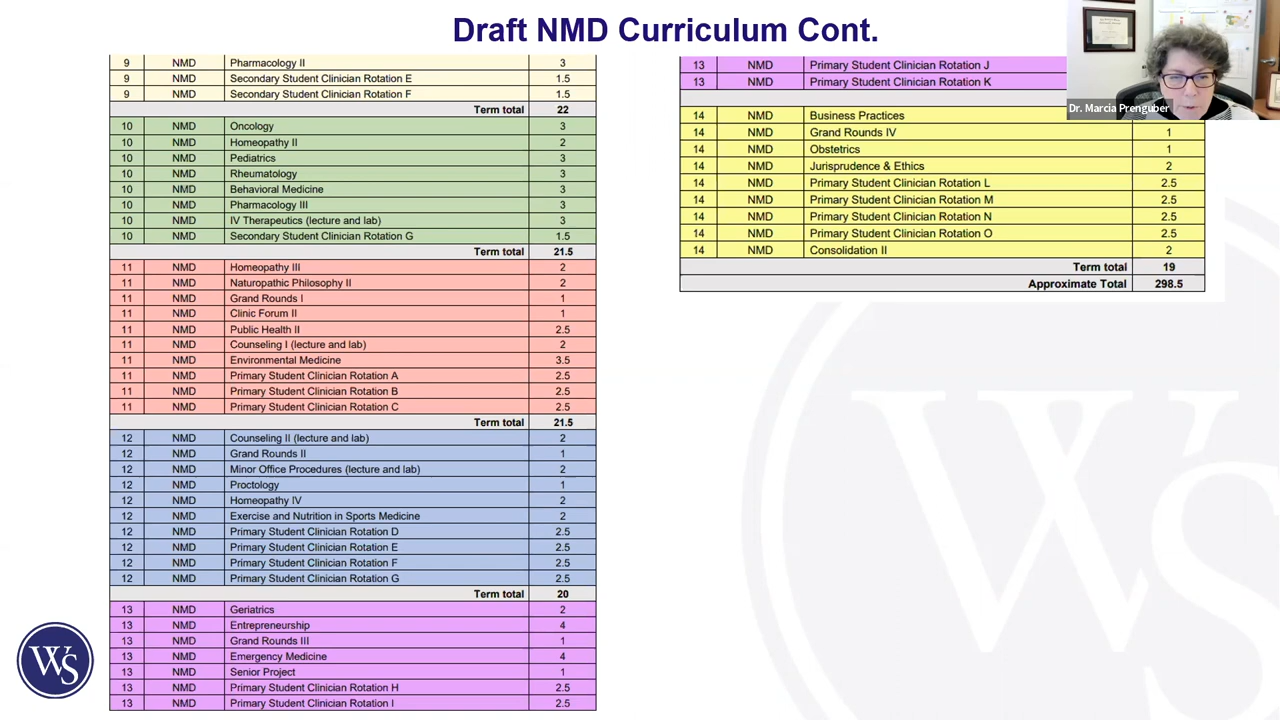 Draft NMD Curriculum Cont.
9 NMD Pharmacology II 3
9 NMD Secondary Student Clinician Rotation E 1.5
9 NMD Secondary Student Clinician Rotation F 1.5
Term total 22
10 NMD Oncology 3
10 NMD Homeopathy II 2
10 NMD Pediatrics 3
10 NMD Rheumatology 3
10 NMD Behavioral Medicine 3
10 NMD Pharmacology III 3
10 NMD IV Therapeutics (lecture and lab) 3
10 NMD Secondary Student Clinician Rotation G 1.5
Term total 21.5
11 NMD Homeopathy III 2
11 NMD Naturopathic Philosophy II 2
11 NMD Grand Rounds I 1
11 NMD Clinic Forum II 1
11 NMD Public Health II 2.5
11 NMD Counseling I (lecture and lab) 2
11 NMD Environmental Medicine 3.5
11 NMD Primary Student Clinician Rotation A 2.5
11 NMD Primary Student Clinician Rotation B 2.5
11 NMD Primary Student Clinician Rotation C 2.5
Term total 21.5
12 NMD Counseling II (lecture and lab) 2
12 NMD Grand Rounds II 1
12 NMD Minor Office Procedures (lecture and lab) 2
12 NMD Proctology 1
12 NMD Homeopathy IV 2
12 NMD Exercise and Nutrition in Sports Medicine 2
12 NMD Primary Student Clinician Rotation D 2.5
12 NMD Primary Student Clinician Rotation E 2.5
12 NMD Primary Student Clinician Rotation F 2.5
12 NMD Primary Student Clinician Rotation G 2.5
Term total 20
13 NMD Geriatrics 2
13 NMD Entrepreneurship 4
13 NMD Grand Rounds III 1
13 NMD Emergency Medicine 4
13 NMD Senior Project 1
13 NMD Primary Student Clinician Rotation H 2.5
13 NMD Primary Student Clinician Rotation I 2.5
13 NMD Primary Student Clinician Rotation J
13 NMD Primary Student Clinician Rotation K
14 NMD Business Practices
14 NMD Grand Rounds IV 1
14 NMD Obstetrics 1
14 NMD Jurisprudence & Ethics 2
14 NMD Primary Student Clinician Rotation L 2.5
14 NMD Primary Student Clinician Rotation M 2.5
14 NMD Primary Student Clinician Rotation N 2.5
14 NMD Primary Student Clinician Rotation O 2.5
14 NMD Consolidation II 2
Term total 19
Approximate Total 298.5
Dr. Marcia Prenguber
WS
WS